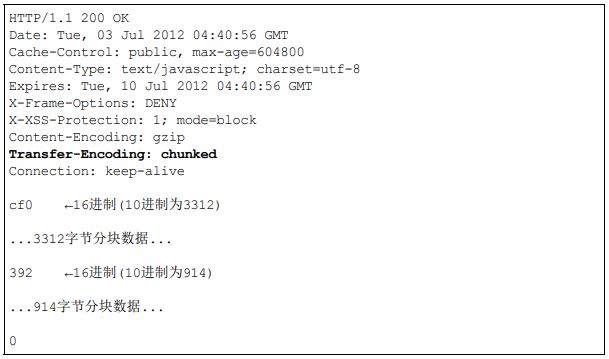 HTTP/1.1 200 OK
Date: Tue, 03 Jul 2012 04:40:56 GMT
Cache-Control: public, max-age=604800
Content-Type: text/javascript; charset=utf-8
Expires: Tue, 10 Jul 2012 04:40:56 GMT
X-Frame-Options: DENY
X-XSS-Protection: 1; mode=block
Content-Encoding: gzip
Transfer-Encoding: chunked
Connection: keep-alive
cf0 ←16进制(10进制为3312)
...3312字节分块数据...
392 ←16进制(10进制为914)
...914字节分块数据...
0